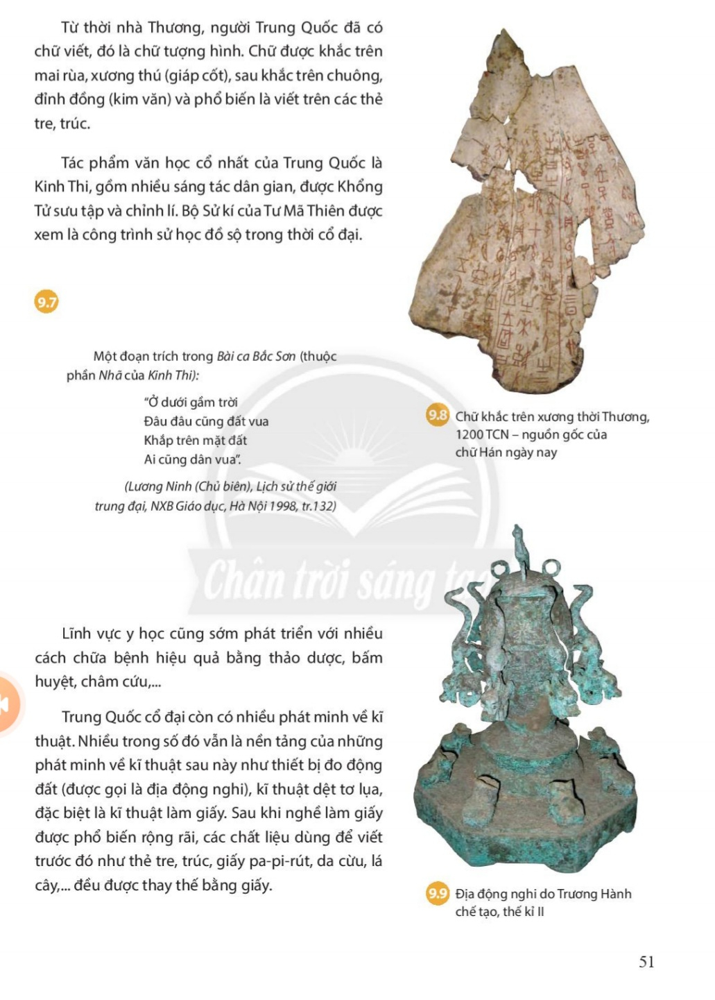 Từ thời nhà Thương, người Trung Quốc đã có
chữ viết, đó là chữ tượng hình. Chữ được khắc trên
mai rùa, xương thú (giáp cốt), sau khắc trên chuông,
đỉnh đồng (kim văn) và phổ biến là viết trên các thẻ
tre, trúc.
Tác phẩm văn học cổ nhất của Trung Quốc là
Kinh Thi, gồm nhiều sáng tác dân gian, được Khổng
Tử sưu tập và chỉnh lí. Bộ Sử kí của Tư Mã Thiên được
xem là công trình sử học đồ sộ trong thời cổ đại.
9.7
Một đoạn trích trong Bài ca Bắc Sơn (thuộc
phần Nhã của Kinh Thi):
“Ở dưới gầm trời
Đâu đâu cũng đất vua
Khắp trên mặt đất
Ai cũng dân vua”.
(Lương Ninh (Chủ biên), Lịch sử thế giới
trung đại, NXB Giáo dục, Hà Nội 1998, tr.132)
9.8 Chữ khắc trên xương thời Thương,
1200 TCN – nguồn gốc của
chữ Hán ngày nay
Chân trời sáng tạo
Lĩnh vực y học cũng sớm phát triển với nhiều
cách chữa bệnh hiệu quả bằng thảo dược, bấm
huyệt, châm cứu,...
Trung Quốc cổ đại còn có nhiều phát minh về kĩ
thuật. Nhiều trong số đó vẫn là nền tảng của những
phát minh về kĩ thuật sau này như thiết bị đo động
đất (được gọi là địa động nghi), kĩ thuật dệt tơ lụa,
đặc biệt là kĩ thuật làm giấy. Sau khi nghề làm giấy
được phổ biến rộng rãi, các chất liệu dùng để viết
trước đó như thẻ tre, trúc, giấy pa-pi-rút, da cừu, lá
cây,... đều được thay thế bằng giấy.
9.9 Địa động nghi do Trương Hành
chế tạo, thế kỉ II
51